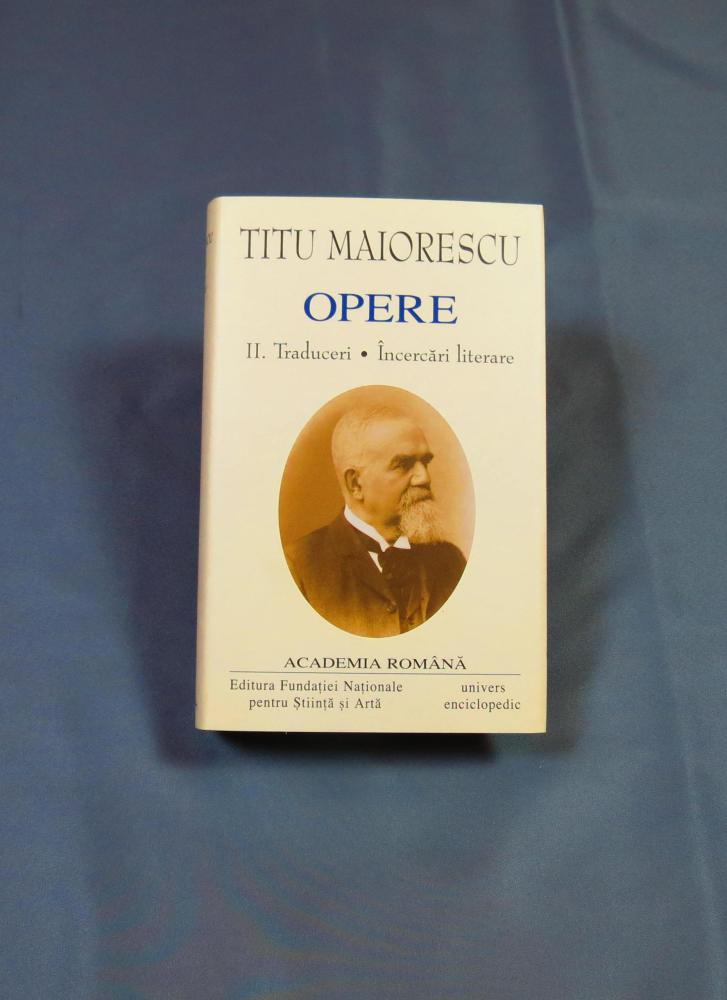 TITU MAIORESCU
OPERE
II. Traduceri • Încercări literare
ACADEMIA ROMÂNĂ
Editura Fundației Naționale
pentru Știință și Artă
univers
enciclopedic